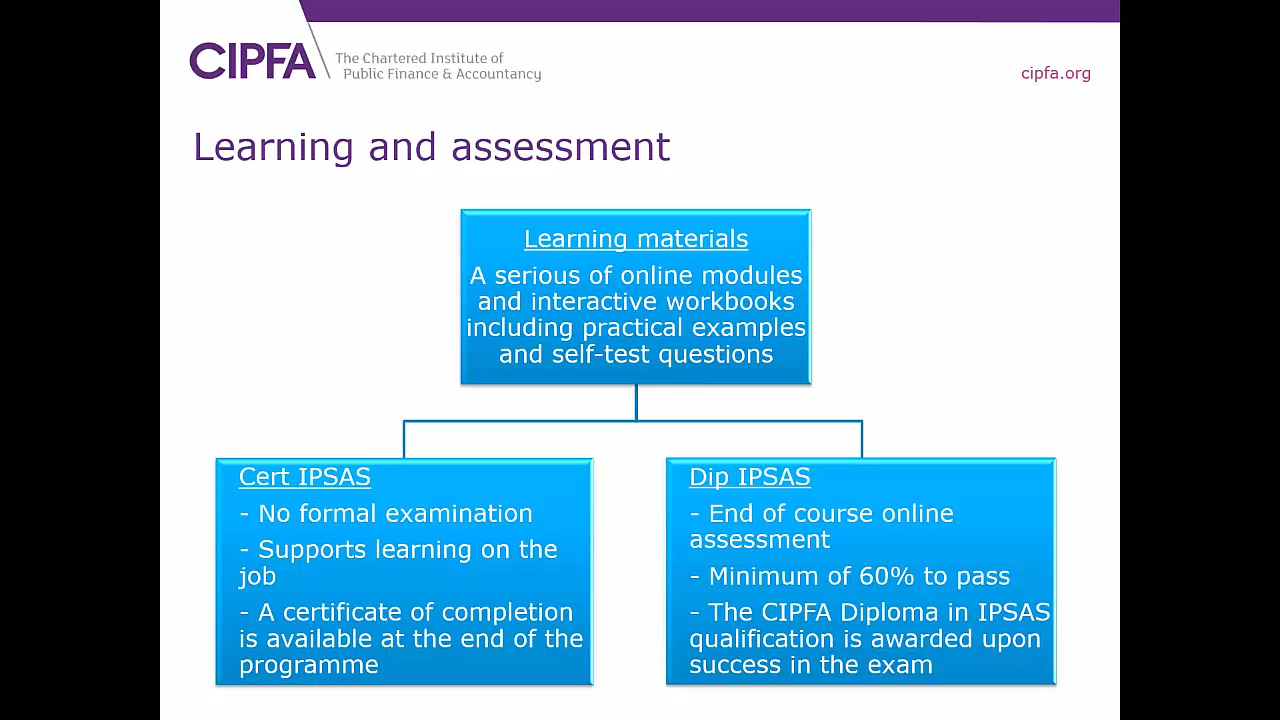 CIPFA
The Chartered Institute of
Public Finance & Accountancy
cipfa.org
Learning and assessment
Learning materials
A serious of online modules
and interactive workbooks
including practical examples
and self-test questions
Cert IPSAS
- No formal examination
- Supports learning on the
job
- A certificate of completion
is available at the end of the
programme
Dip IPSAS
- End of course online
assessment
- Minimum of 60% to pass
- The CIPFA Diploma in IPSAS
qualification is awarded upon
success in the exam